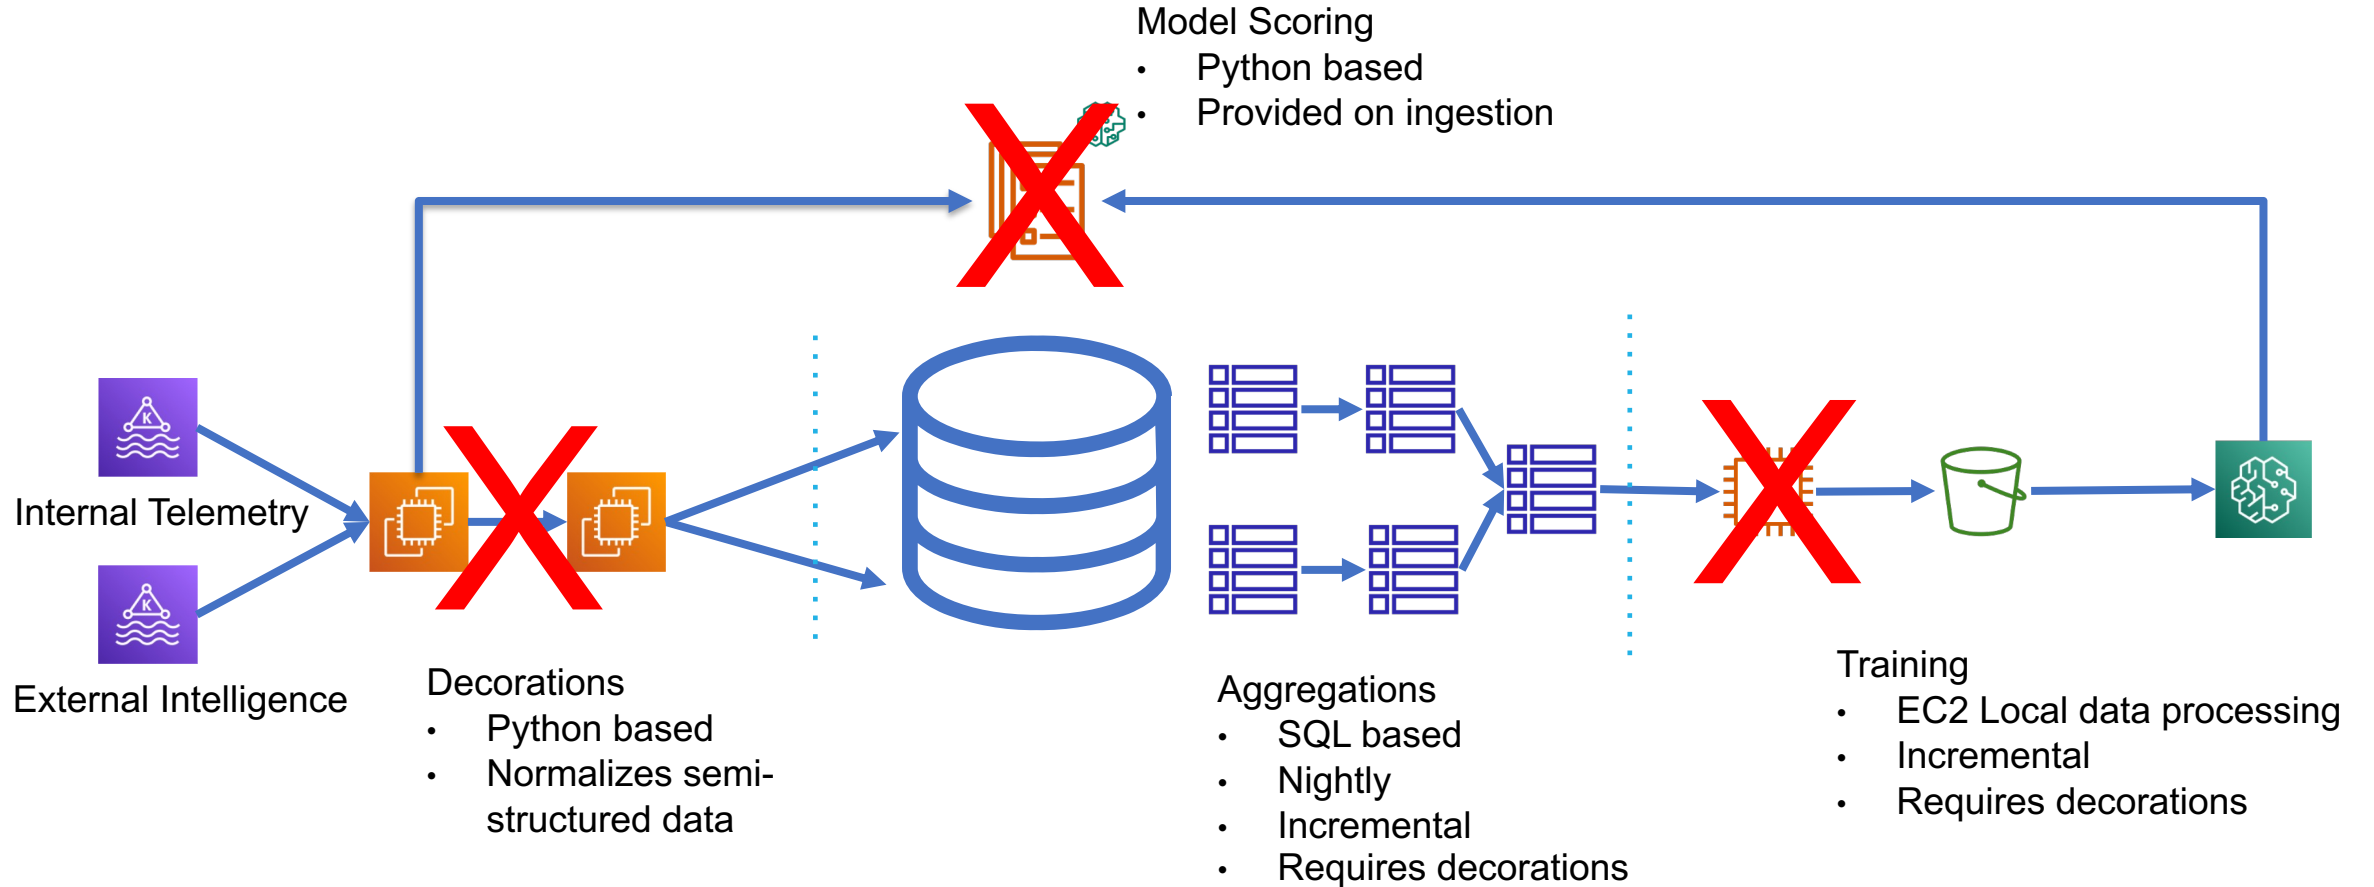 Model Scoring
• Python based
• Provided on ingestion
K
Internal Telemetry
K
External Intelligence
Decorations
• Python based
• Normalizes semi-
structured data
Aggregations
• SQL based
• Nightly
• Incremental
• Requires decorations
Training
• EC2 Local data processing
• Incremental
• Requires decorations